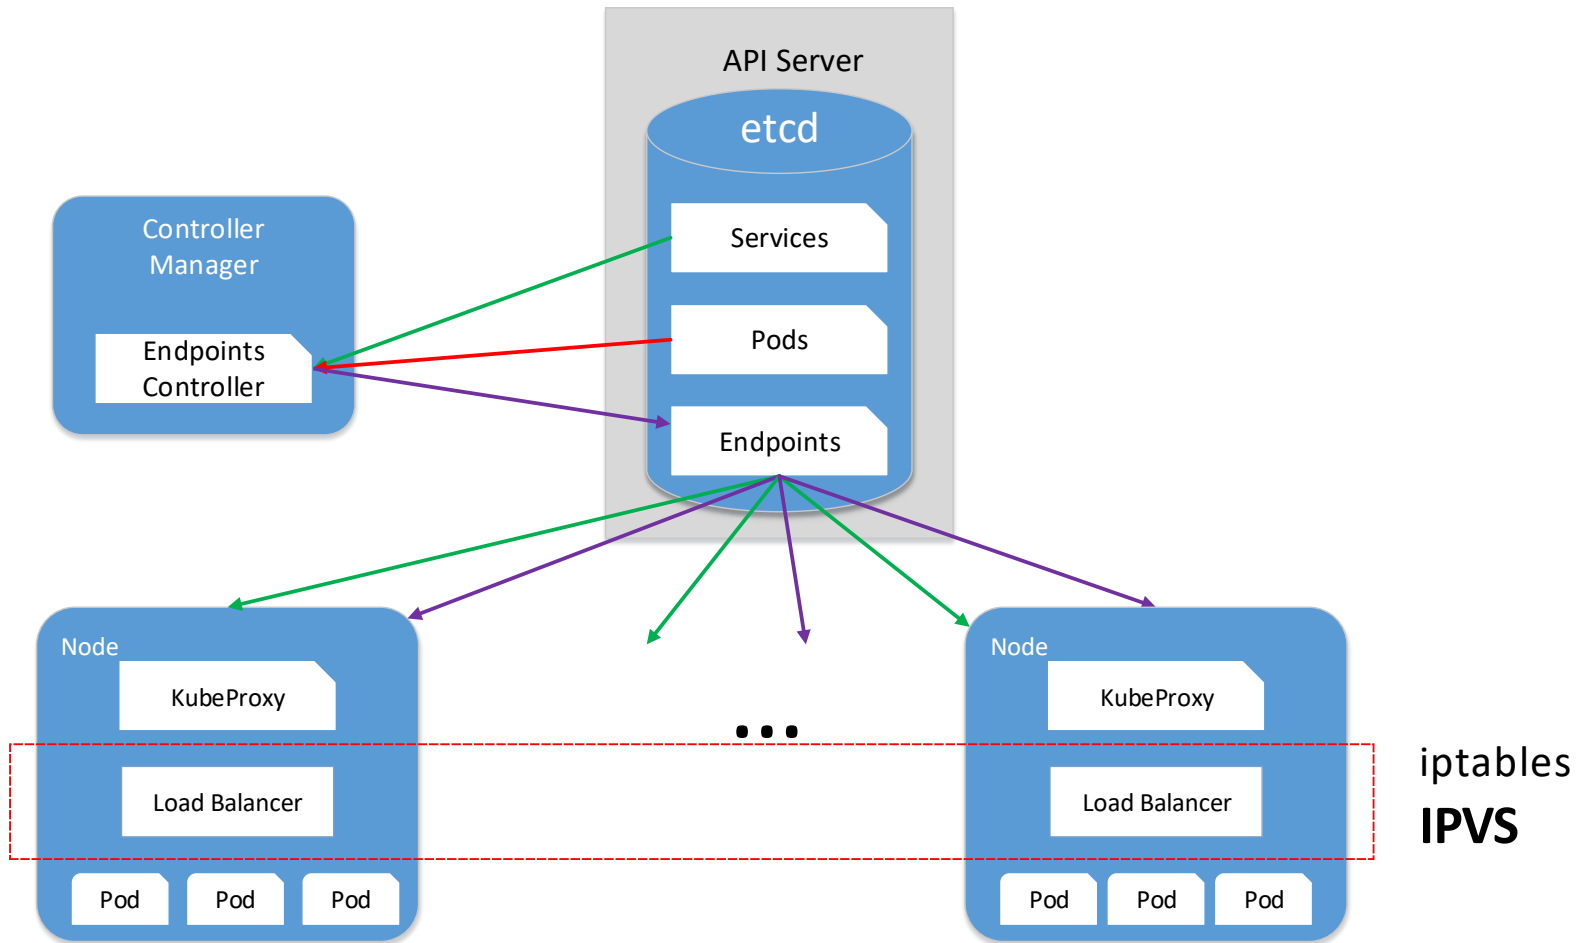 API Server
etcd
Services
Pods
Endpoints
Controller
Manager
Endpoints
Controller
Node
KubeProxy
Load Balancer
Pod
Pod
Pod
...
Node
KubeProxy
Load Balancer
Pod
Pod
Pod
iptables
IPVS